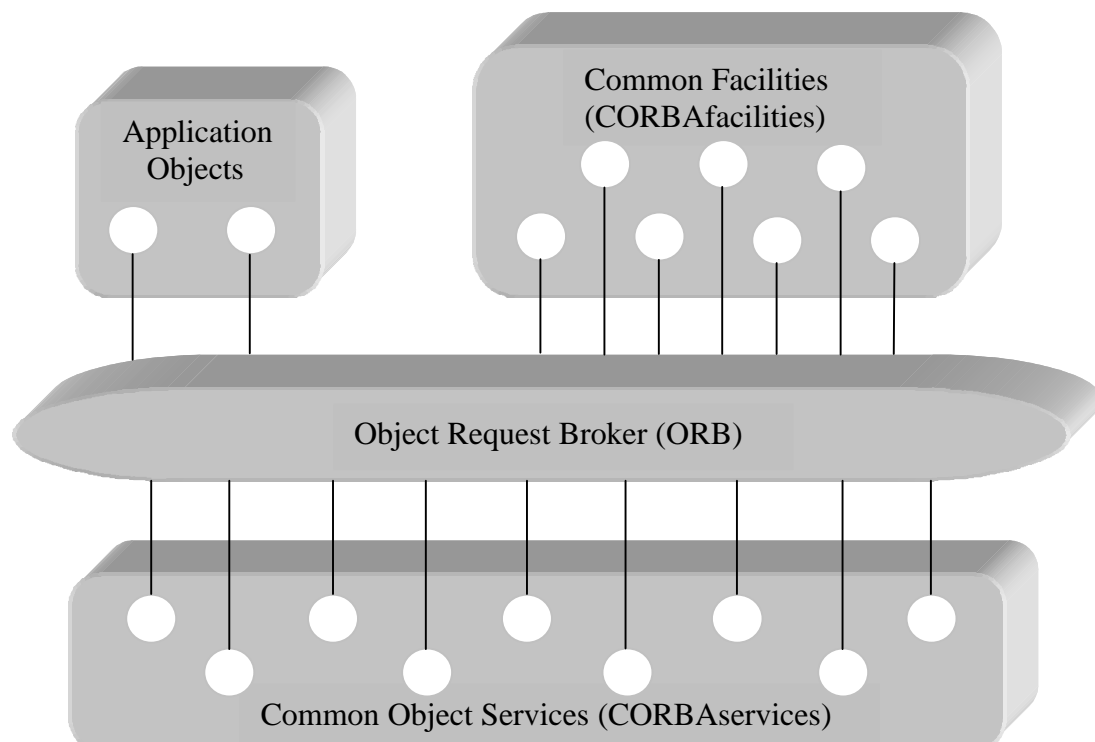 Application
Objects
Common Facilities
(CORBAfacilities)
Object Request Broker (ORB)
Common Object Services (CORBAservices)